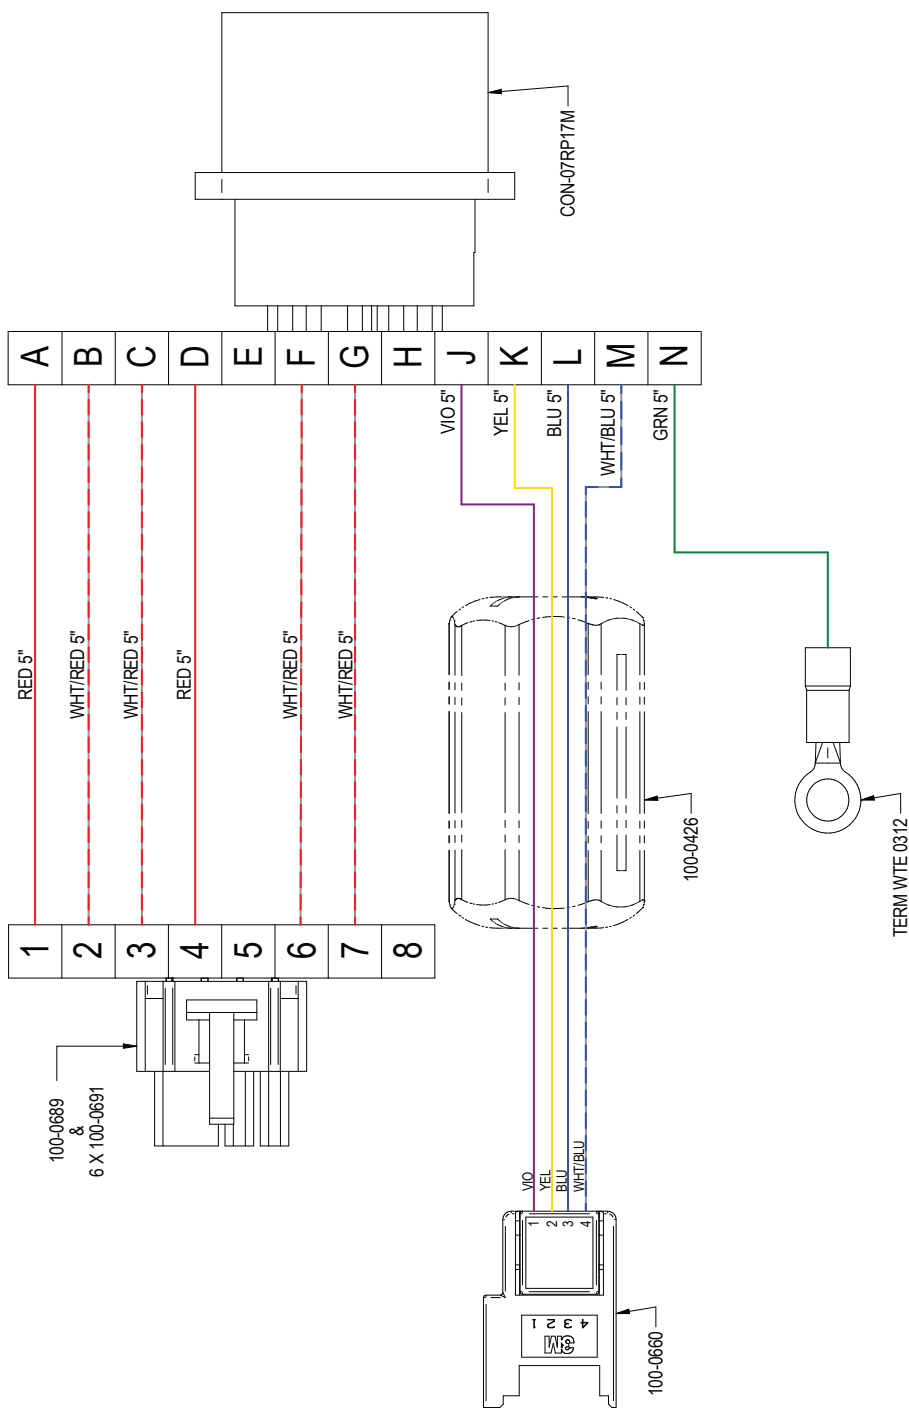 CON-07RP17M
A
B
C
D
E
F
G
H
J
K
L
M
N
VIO 5"
YEL 5"
BLU 5"
WHT/BLU 5"
GRN 5"
RED 5"
WHT/RED 5"
WHT/RED 5"
RED 5"
WHT/RED 5"
WHT/RED 5"
1
2
3
4
5
6
7
8
100-0689
&
6 X 100-0691
100-0426
TERM WTE 0312
VIO
YEL
BLU
WHT/BLU
1
2
3
4
4 3 2 1
3M
100-0660